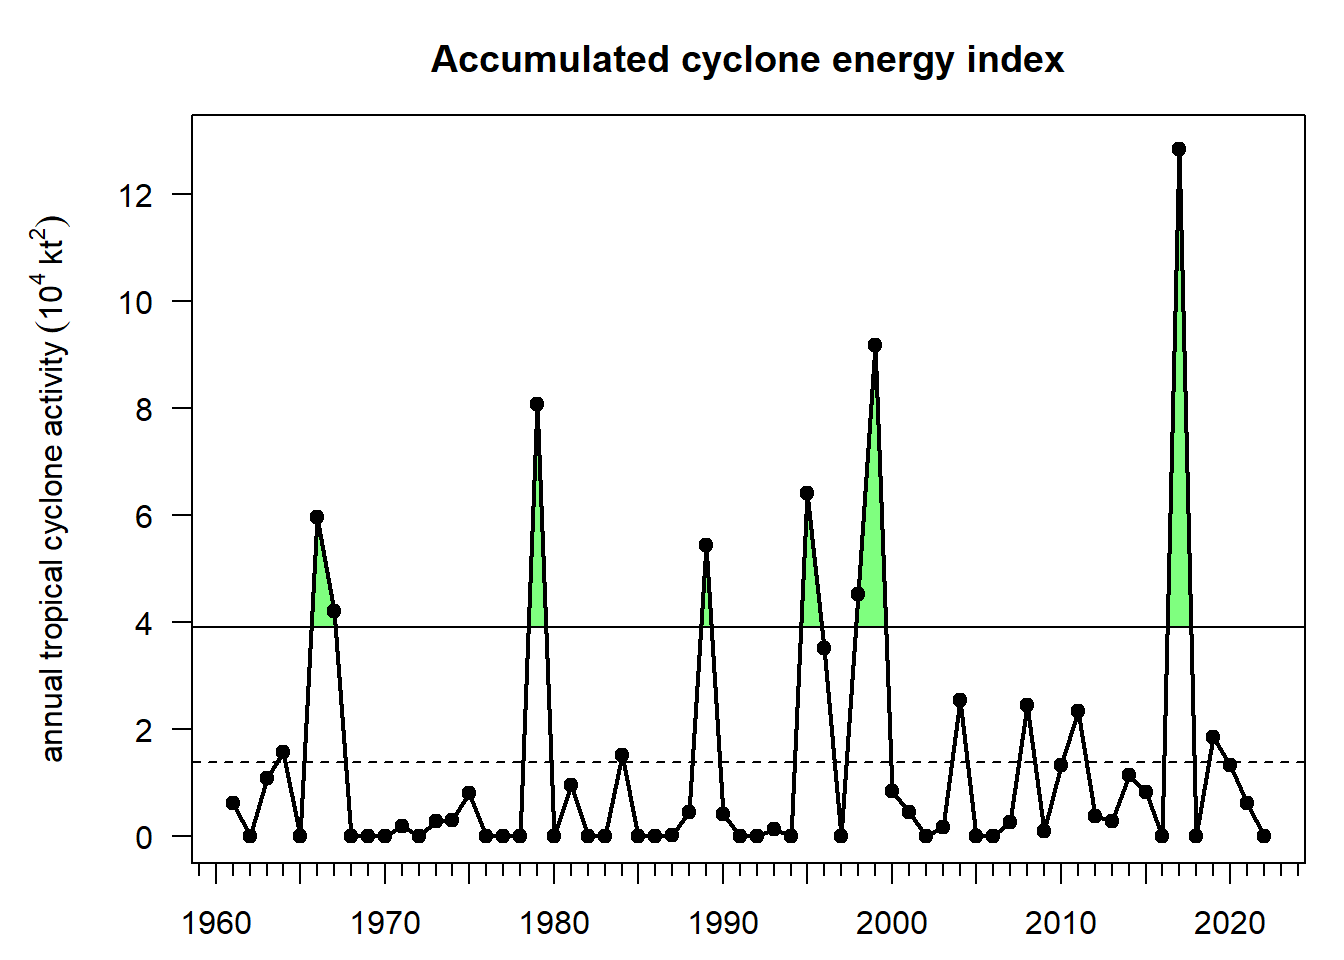 Accumulated cyclone energy index
annual tropical cyclone activity (10⁴ kt²)
12
10
8
6
4
2
0
1960 1970 1980 1990 2000 2010 2020